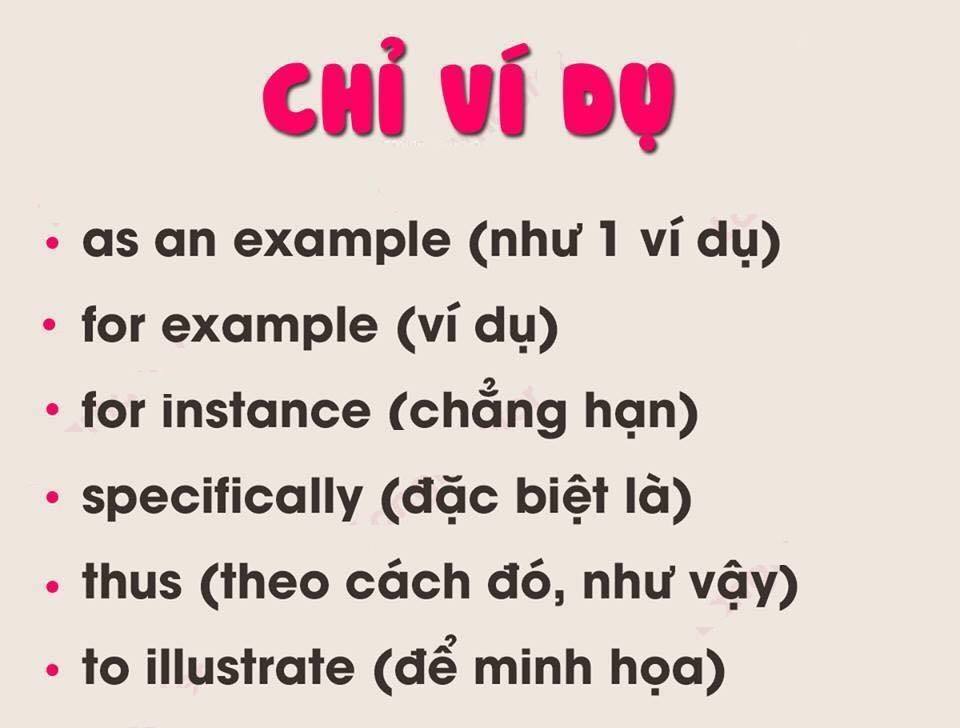 CHỈ VÍ DỤ
• as an example (như 1 ví dụ)
• for example (ví dụ)
• for instance (chẳng hạn)
• specifically (đặc biệt là)
• thus (theo cách đó, như vậy)
• to illustrate (để minh họa)